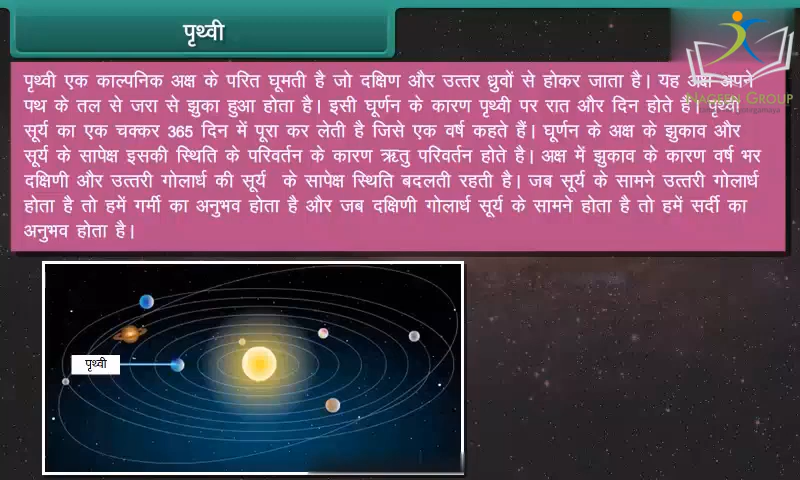 पृथ्वी
पृथ्वी एक काल्पनिक अक्ष के परित घूमती है जो दक्षिण और उत्तर ध्रुवों से होकर जाता है। यह अक्ष अपने
पथ के तल से जरा से झुका हुआ होता है। इसी घूर्णन के कारण पृथ्वी पर रात और दिन होते हैं। पृथ्वी
सूर्य का एक चक्कर 365 दिन में पूरा कर लेती है जिसे एक वर्ष कहते हैं। घूर्णन के अक्ष के झुकाव और
सूर्य के सापेक्ष इसकी स्थिति के परिवर्तन के कारण ऋतु परिवर्तन होते है। अक्ष में झुकाव के कारण वर्ष भर
दक्षिणी और उत्तरी गोलार्ध की सूर्य के सापेक्ष स्थिति बदलती रहती है। जब सूर्य के सामने उत्तरी गोलार्ध
होता है तो हमें गर्मी का अनुभव होता है और जब दक्षिणी गोलार्ध सूर्य के सामने होता है तो हमें सर्दी का
अनुभव होता है।
NAGEEN GROUP
पृथ्वी